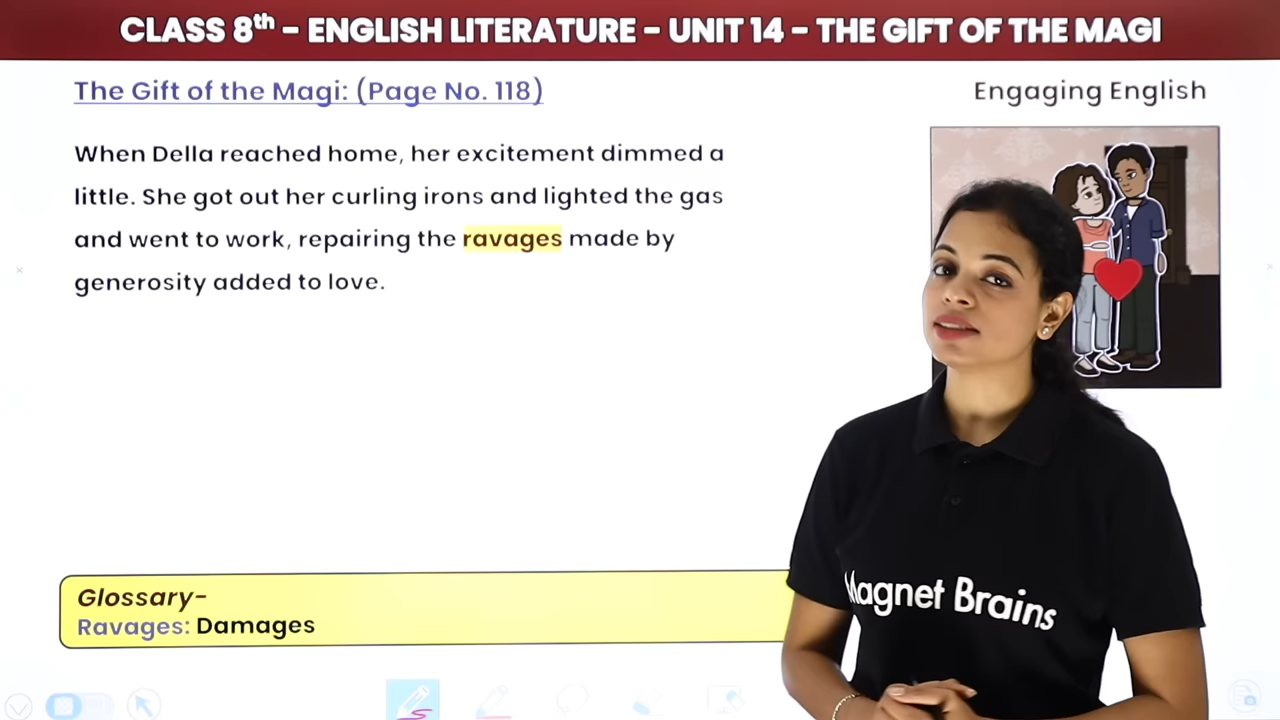 CLASS 8th - ENGLISH LITERATURE - UNIT 14 - THE GIFT OF THE MAGI
The Gift of the Magi: (Page No. 118)
Engaging English
When Della reached home, her excitement dimmed a
little. She got out her curling irons and lighted the gas
and went to work, repairing the ravages made by
generosity added to love.
Glossary-
Ravages: Damages
Magnet Brains